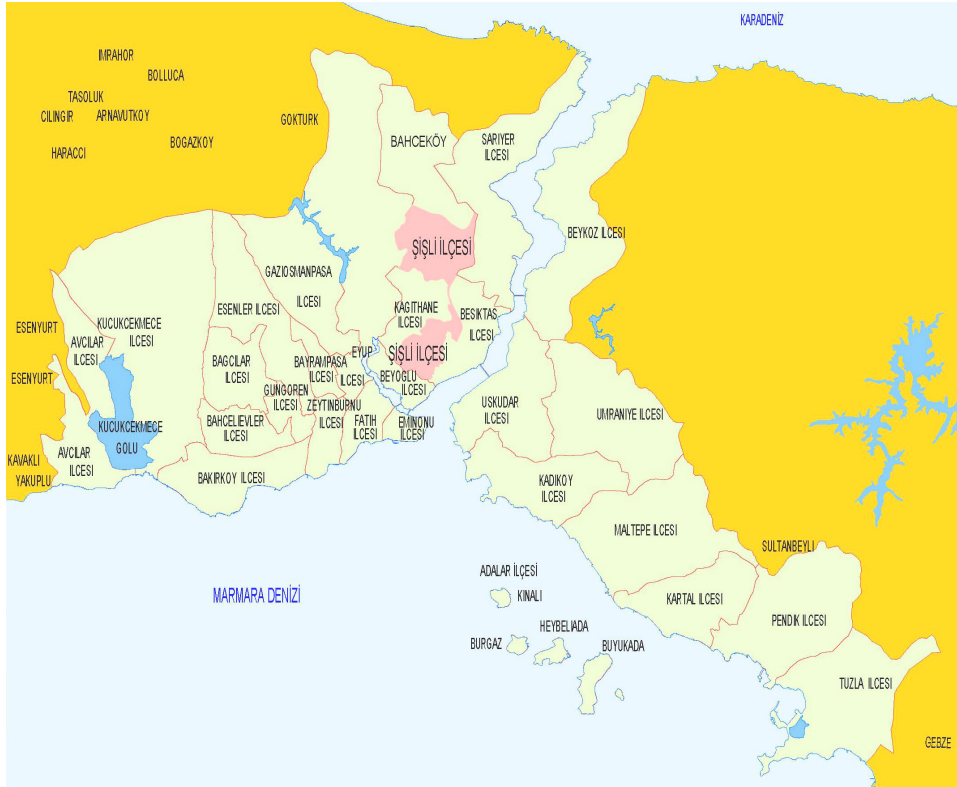 KARADENİZ
IMRAHOR
BOLLUCA
TASOLUK
CILINGIR
ARNAVUTKOY
GOKTURK
BOGAZKOY
HARACCI
BAHCEKÖY
SARIYER
ILCESI
BEYKOZ ILCESI
ŞİŞLİ İLÇESİ
GAZIOSMANPASA
ILCESI
ESENLER ILCESI
KAGITHANE
ILCESI
BESIKTAS
ILCESI
KUCUKCEKMECE
ILCESI
ESENYURT
AVCILAR
ILCESI
ESENYURT
BAGCILAR
ILCESI
BAYRAMPASA
ILCESI
EYUP
ILCESI
ŞİŞLİ İLÇESİ
BEYOGLU
ILCESI
GUNGOREN
ILCESI
ZEYTINBURNU
ILCESI
BAHCELIEVLER
ILCESI
FATIH
ILCESI
EMINONU
ILCESI
USKUDAR
ILCESI
UMRANIYE ILCESI
KUCUKCEKMECE
GOLU
AVCILAR
ILCESI
KAVAKLI
YAKUPLU
BAKIRKOY ILCESI
KADIKOY
ILCESI
MALTEPE ILCESI
SULTANBEYLI
MARMARA DENİZİ
ADALAR İLÇESİ
KINALI
KARTAL ILCESI
PENDIK ILCESI
BURGAZ
HEYBELIADA
BUYUKADA
TUZLA ILCESI
GEBZE